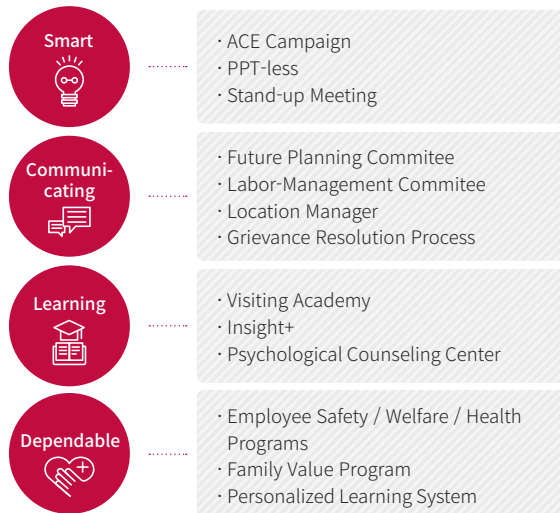 Smart
· ACE Campaign
· PPT-less
· Stand-up Meeting
Communi-
cating
· Future Planning Commitee
· Labor-Management Commitee
· Location Manager
· Grievance Resolution Process
Learning
· Visiting Academy
· Insight+
· Psychological Counseling Center
Dependable
· Employee Safety / Welfare / Health
Programs
· Family Value Program
· Personalized Learning System